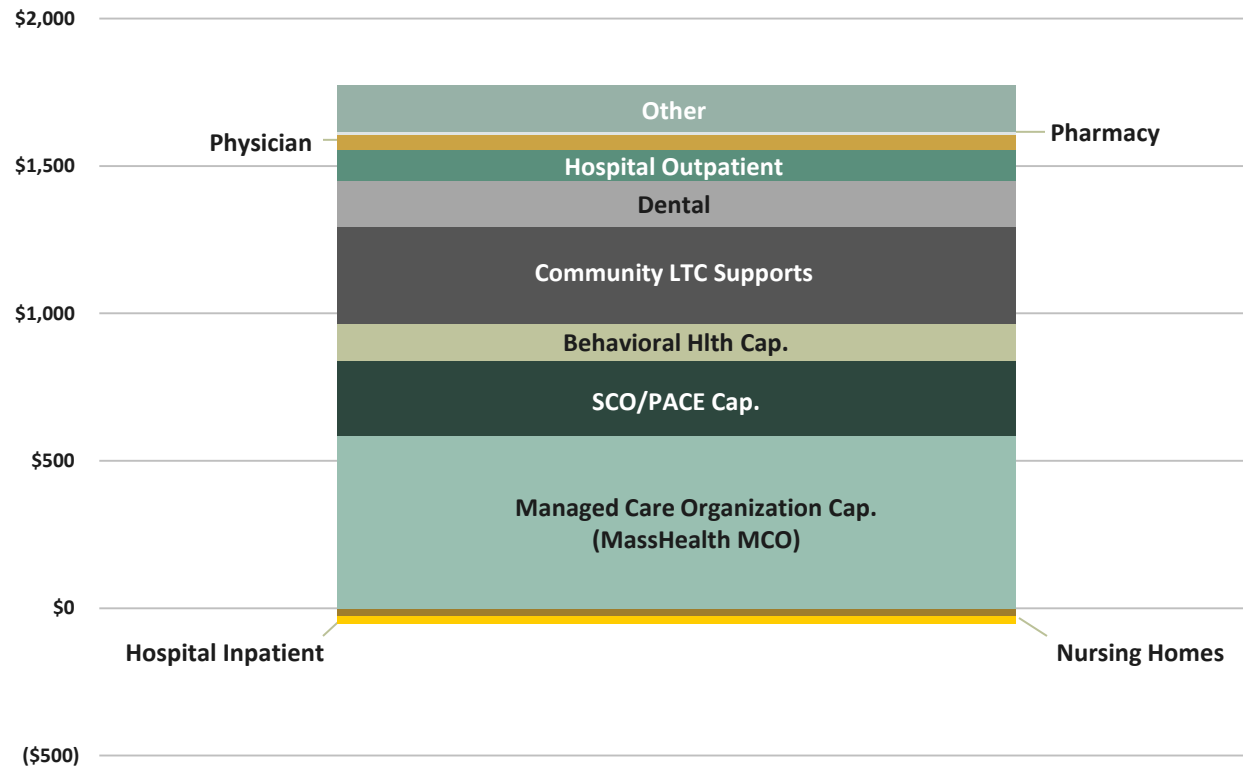 $2,000
Other
Pharmacy
Physician
$1,500
Hospital Outpatient
Dental
Community LTC Supports
$1,000
Behavioral Hlth Cap.
SCO/PACE Cap.
$500
Managed Care Organization Cap.
(MassHealth MCO)
$0
Hospital Inpatient
Nursing Homes
($500)